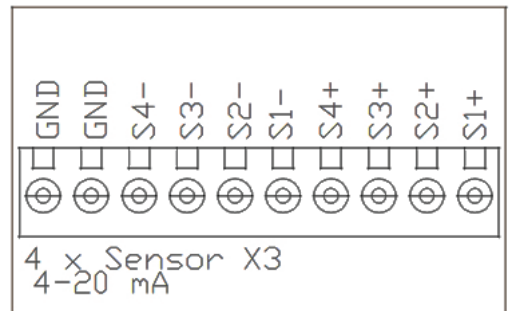 GND GND S4- S3- S2- S1- S4+ S3+ S2+ S1+
4 x Sensor X3
4-20 mA